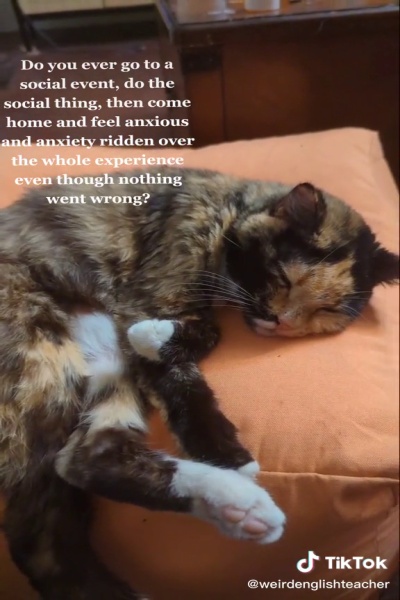 Do you ever go to a
social event, do the
social thing, then come
home and feel anxious
and anxiety ridden over
the whole experience
even though nothing
went wrong?
TikTok
@weirdenglishteacher